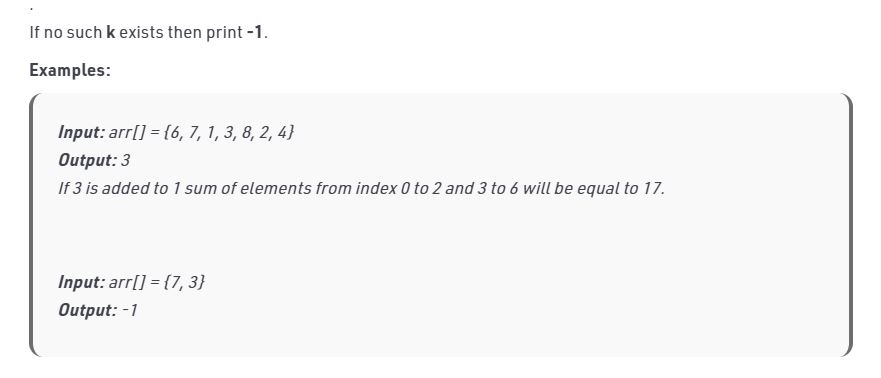 .
If no such k exists then print -1.
Examples:
Input: arr[] = {6, 7, 1, 3, 8, 2, 4}
Output: 3
If 3 is added to 1 sum of elements from index 0 to 2 and 3 to 6 will be equal to 17.
Input: arr[] = {7, 3}
Output: -1